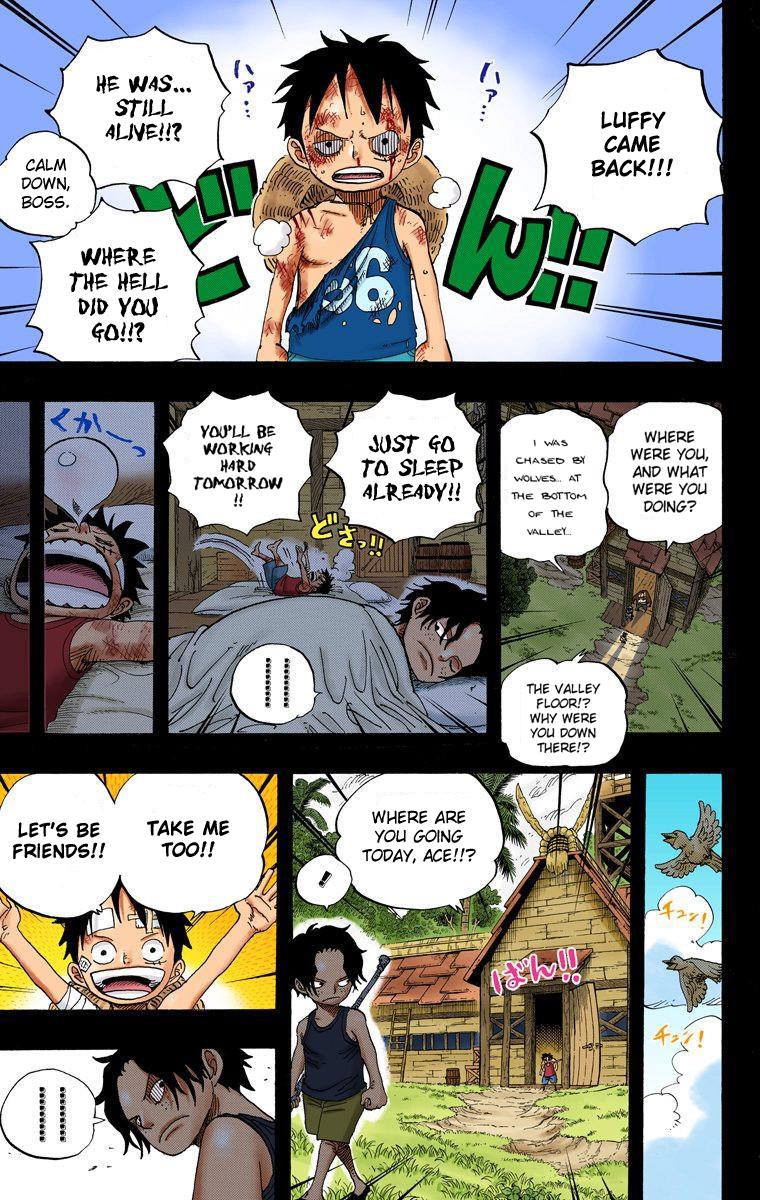 LUFFY
CAME
BACK!!!
ハァ…
ハァ…
どん!!
HE WAS...
STILL
ALIVE!!?
CALM
DOWN,
BOSS.
WHERE
THE HELL
DID YOU
GO!!?
WHERE
WERE YOU,
AND WHAT
WERE YOU
DOING?
I WAS
CHASED BY
WOLVES... AT
THE BOTTOM
OF THE
VALLEY...
THE VALLEY
FLOOR!?
WHY WERE
YOU DOWN
THERE!?
JUST GO
TO SLEEP
ALREADY!!
YOU'LL BE
WORKING
HARD
TOMORROW
!!
どさっ!!
!!
くかーっ
チュン!
チュン!
WHERE ARE
YOU GOING
TODAY, ACE!!?
ばん!!
TAKE ME
TOO!!
LET'S BE
FRIENDS!!
!!